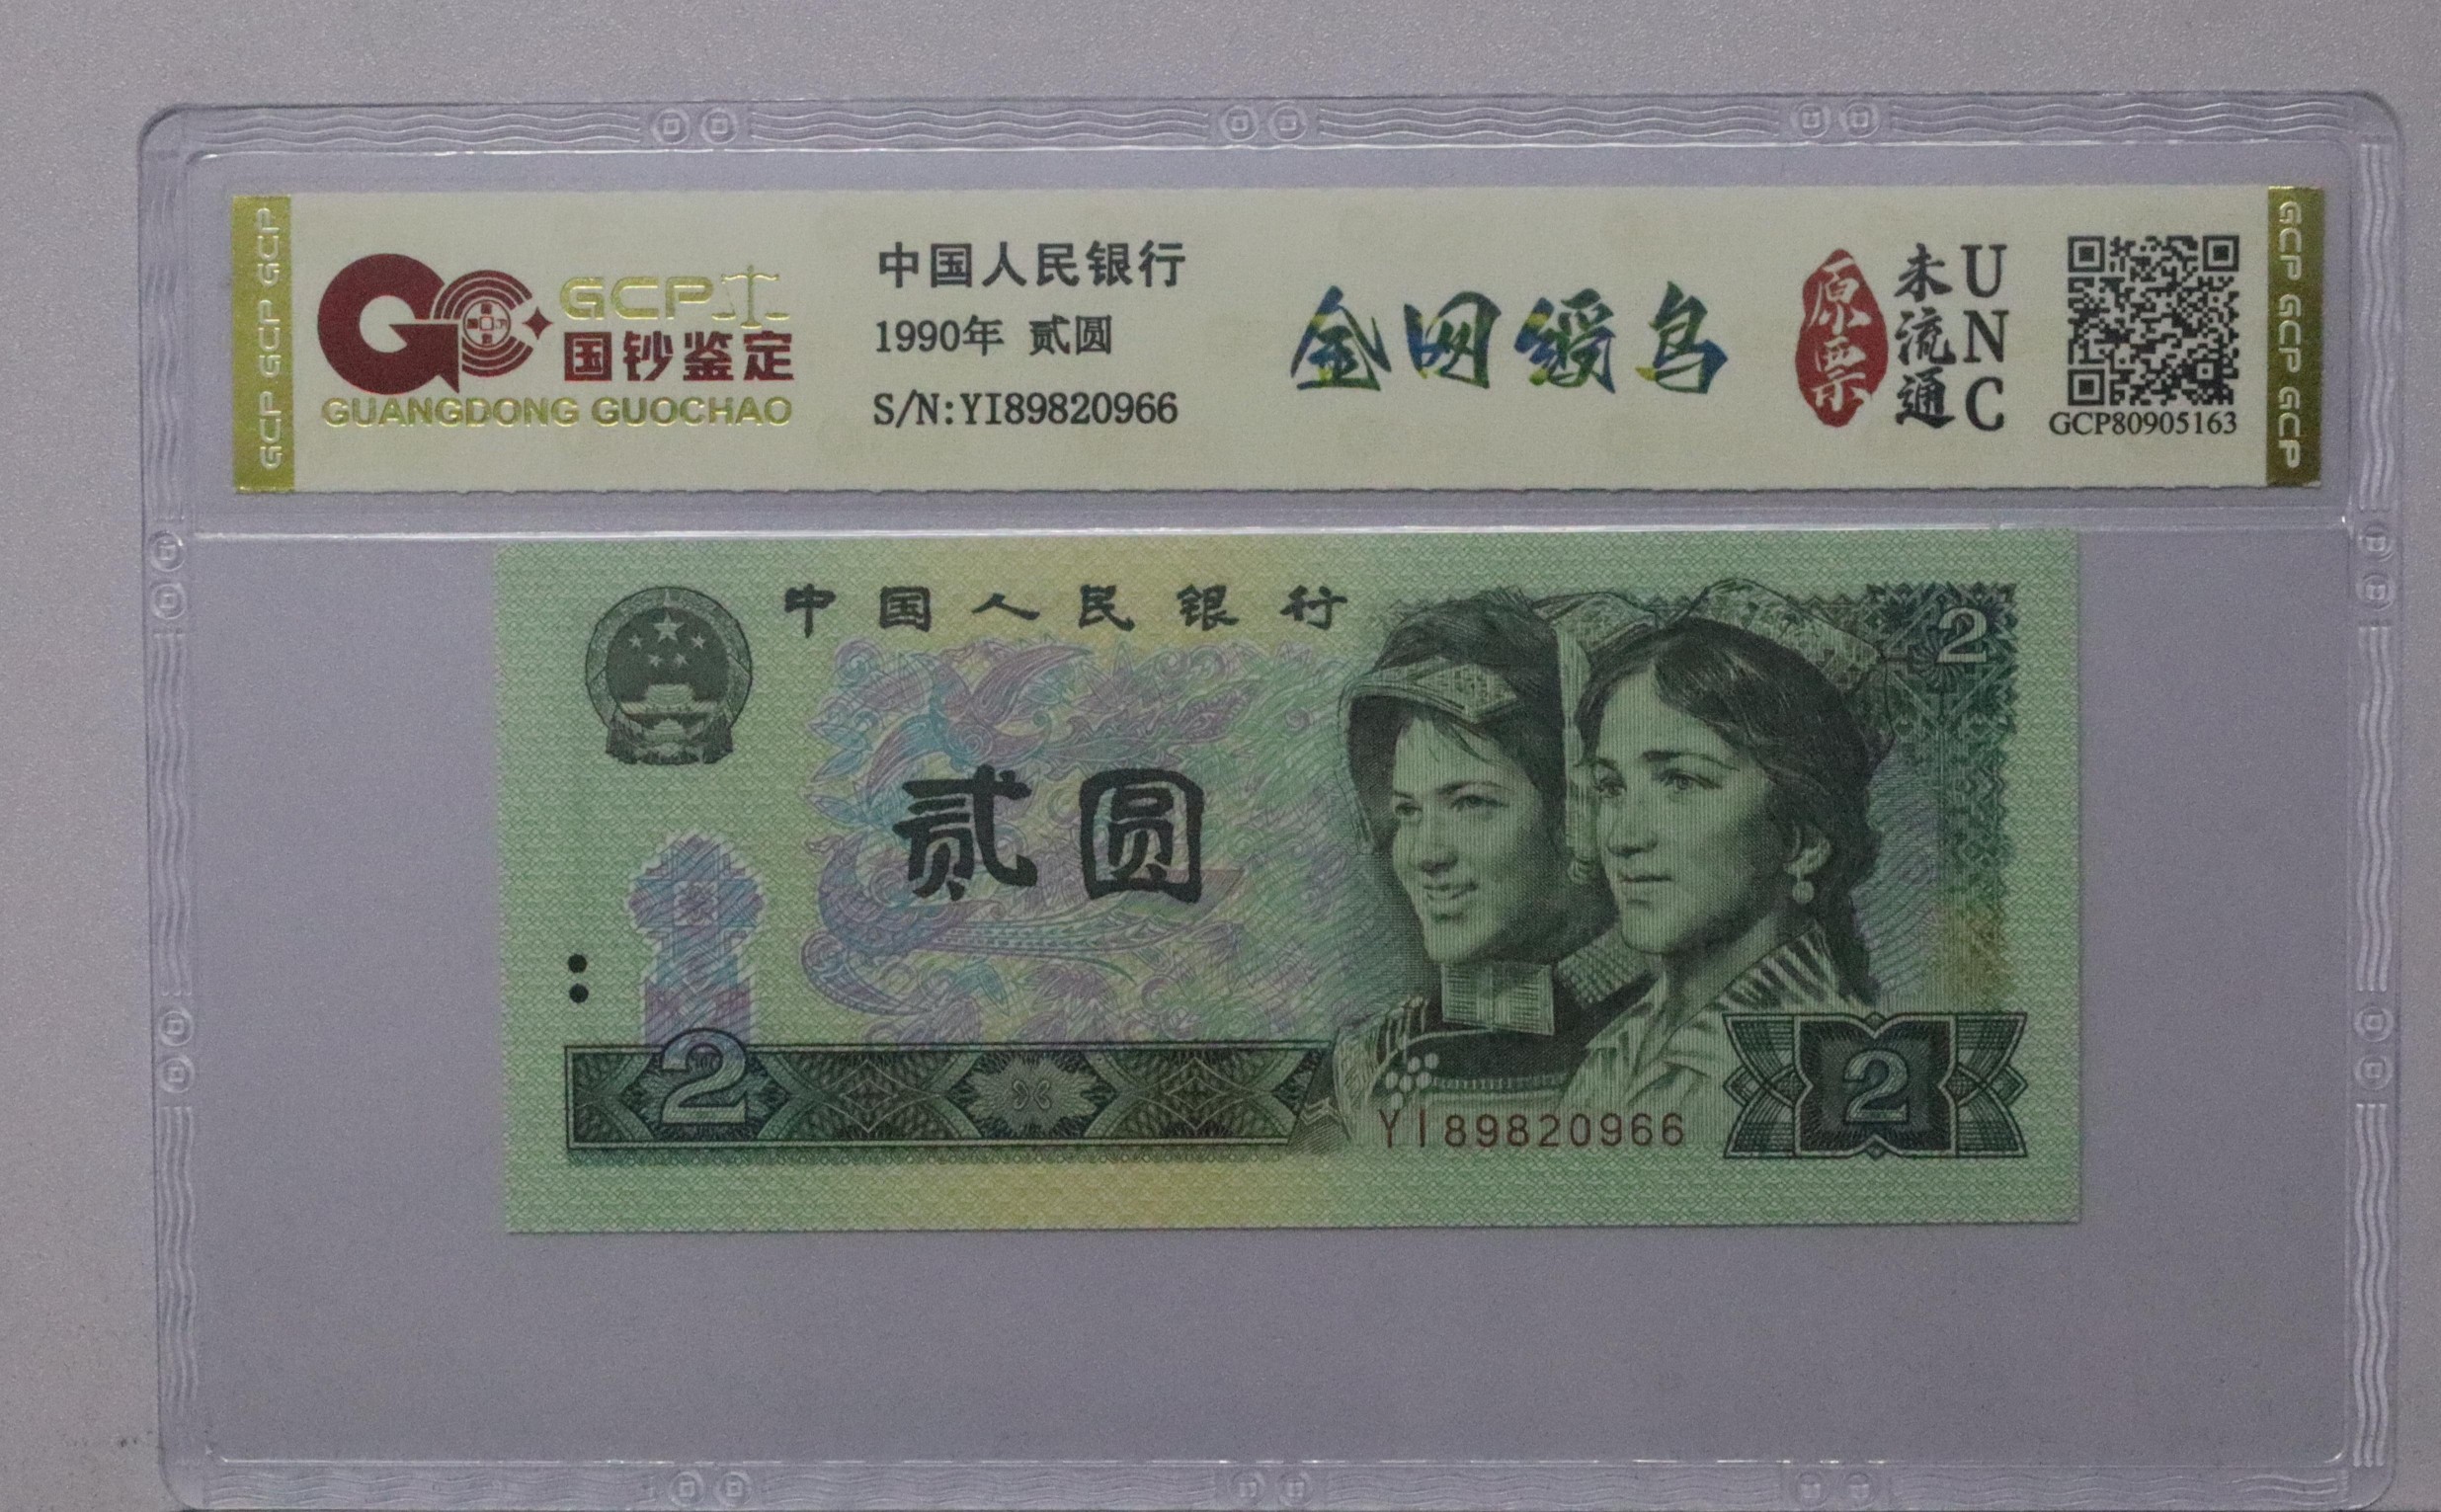 GCP GCP GCP
GCP
国钞鉴定
GUANGDONG GUOCHAO
中国人民银行
1990年 贰圆
S/N:YI89820966
金网绶鸟
原票
未流通
UNC
GCP80905163
GCP GCP GCP
中国人民银行
2
贰圆
2
YI89820966
2